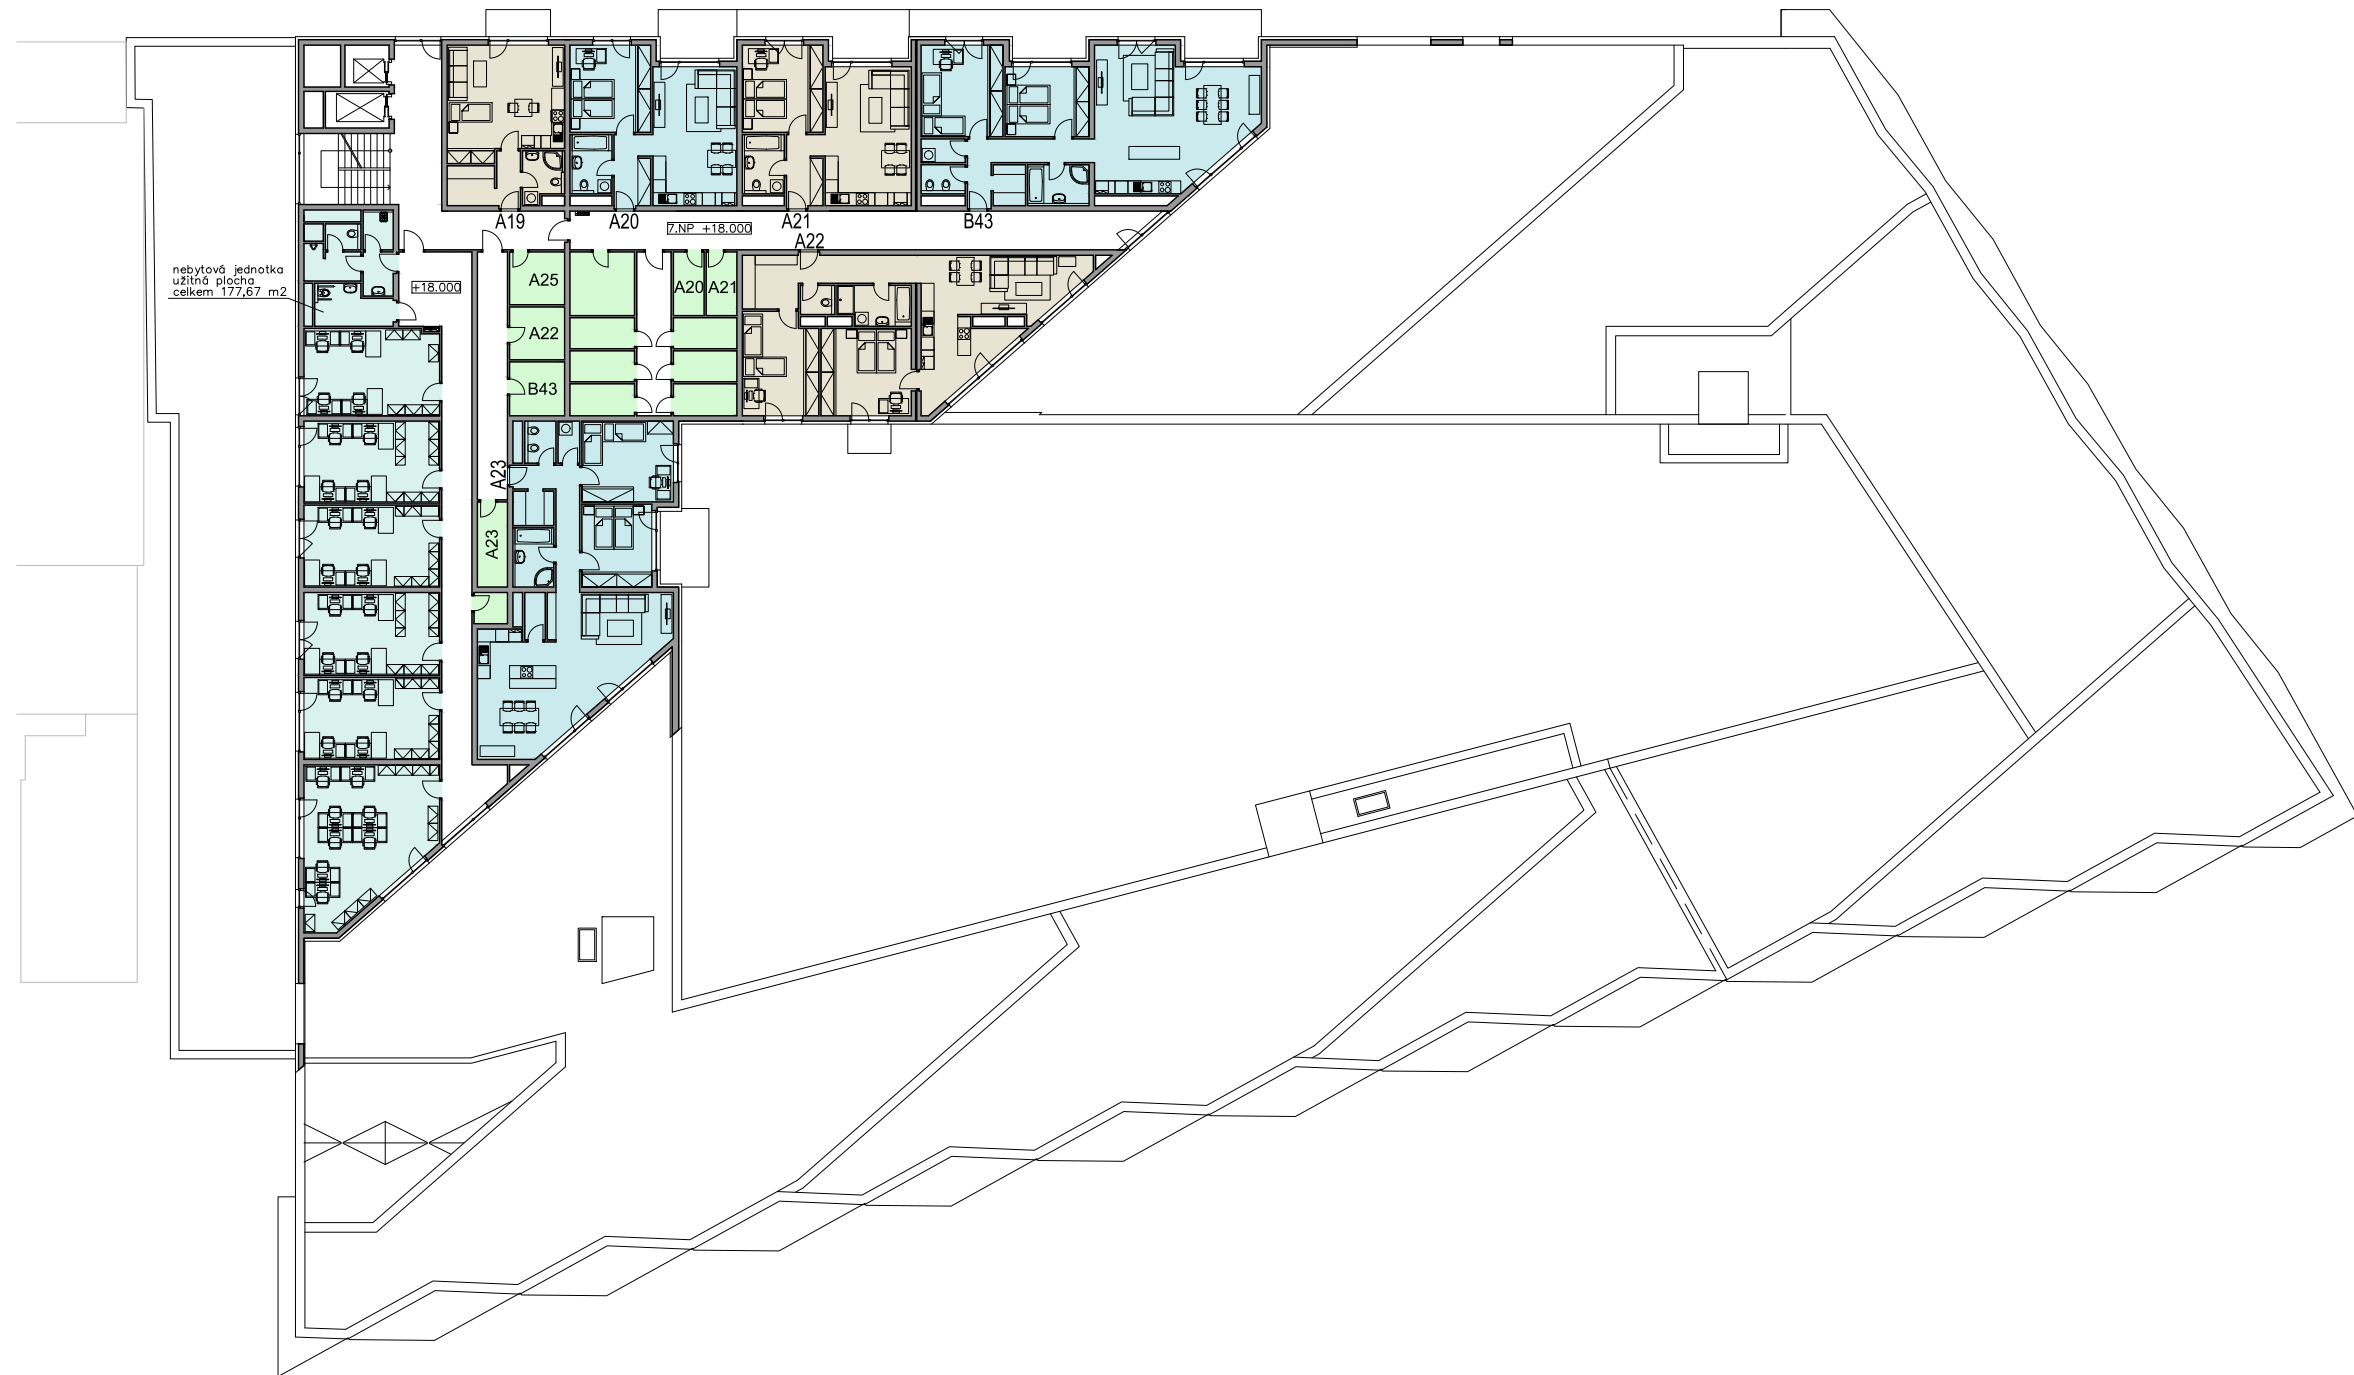 A19
A20
A21
B43
7.NP +18.000
A22
nebytová jednotka
užitná plocha
celkem 177,67 m2
+18.000
A25
A20
A21
A22
B43
A23
A23